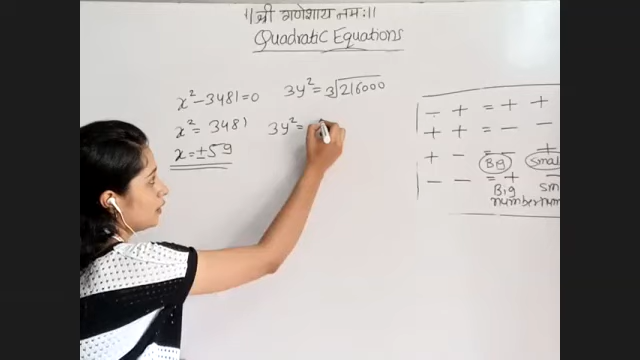 ||श्री गणेशाय नमः||
Quadratic Equations
x²-3481=0
x²= 3481
x=±59
3y²= ∛216000
3y²=
- + = + +
+ + = - -
+ - = - +
- - = +
Big Small
Big
number